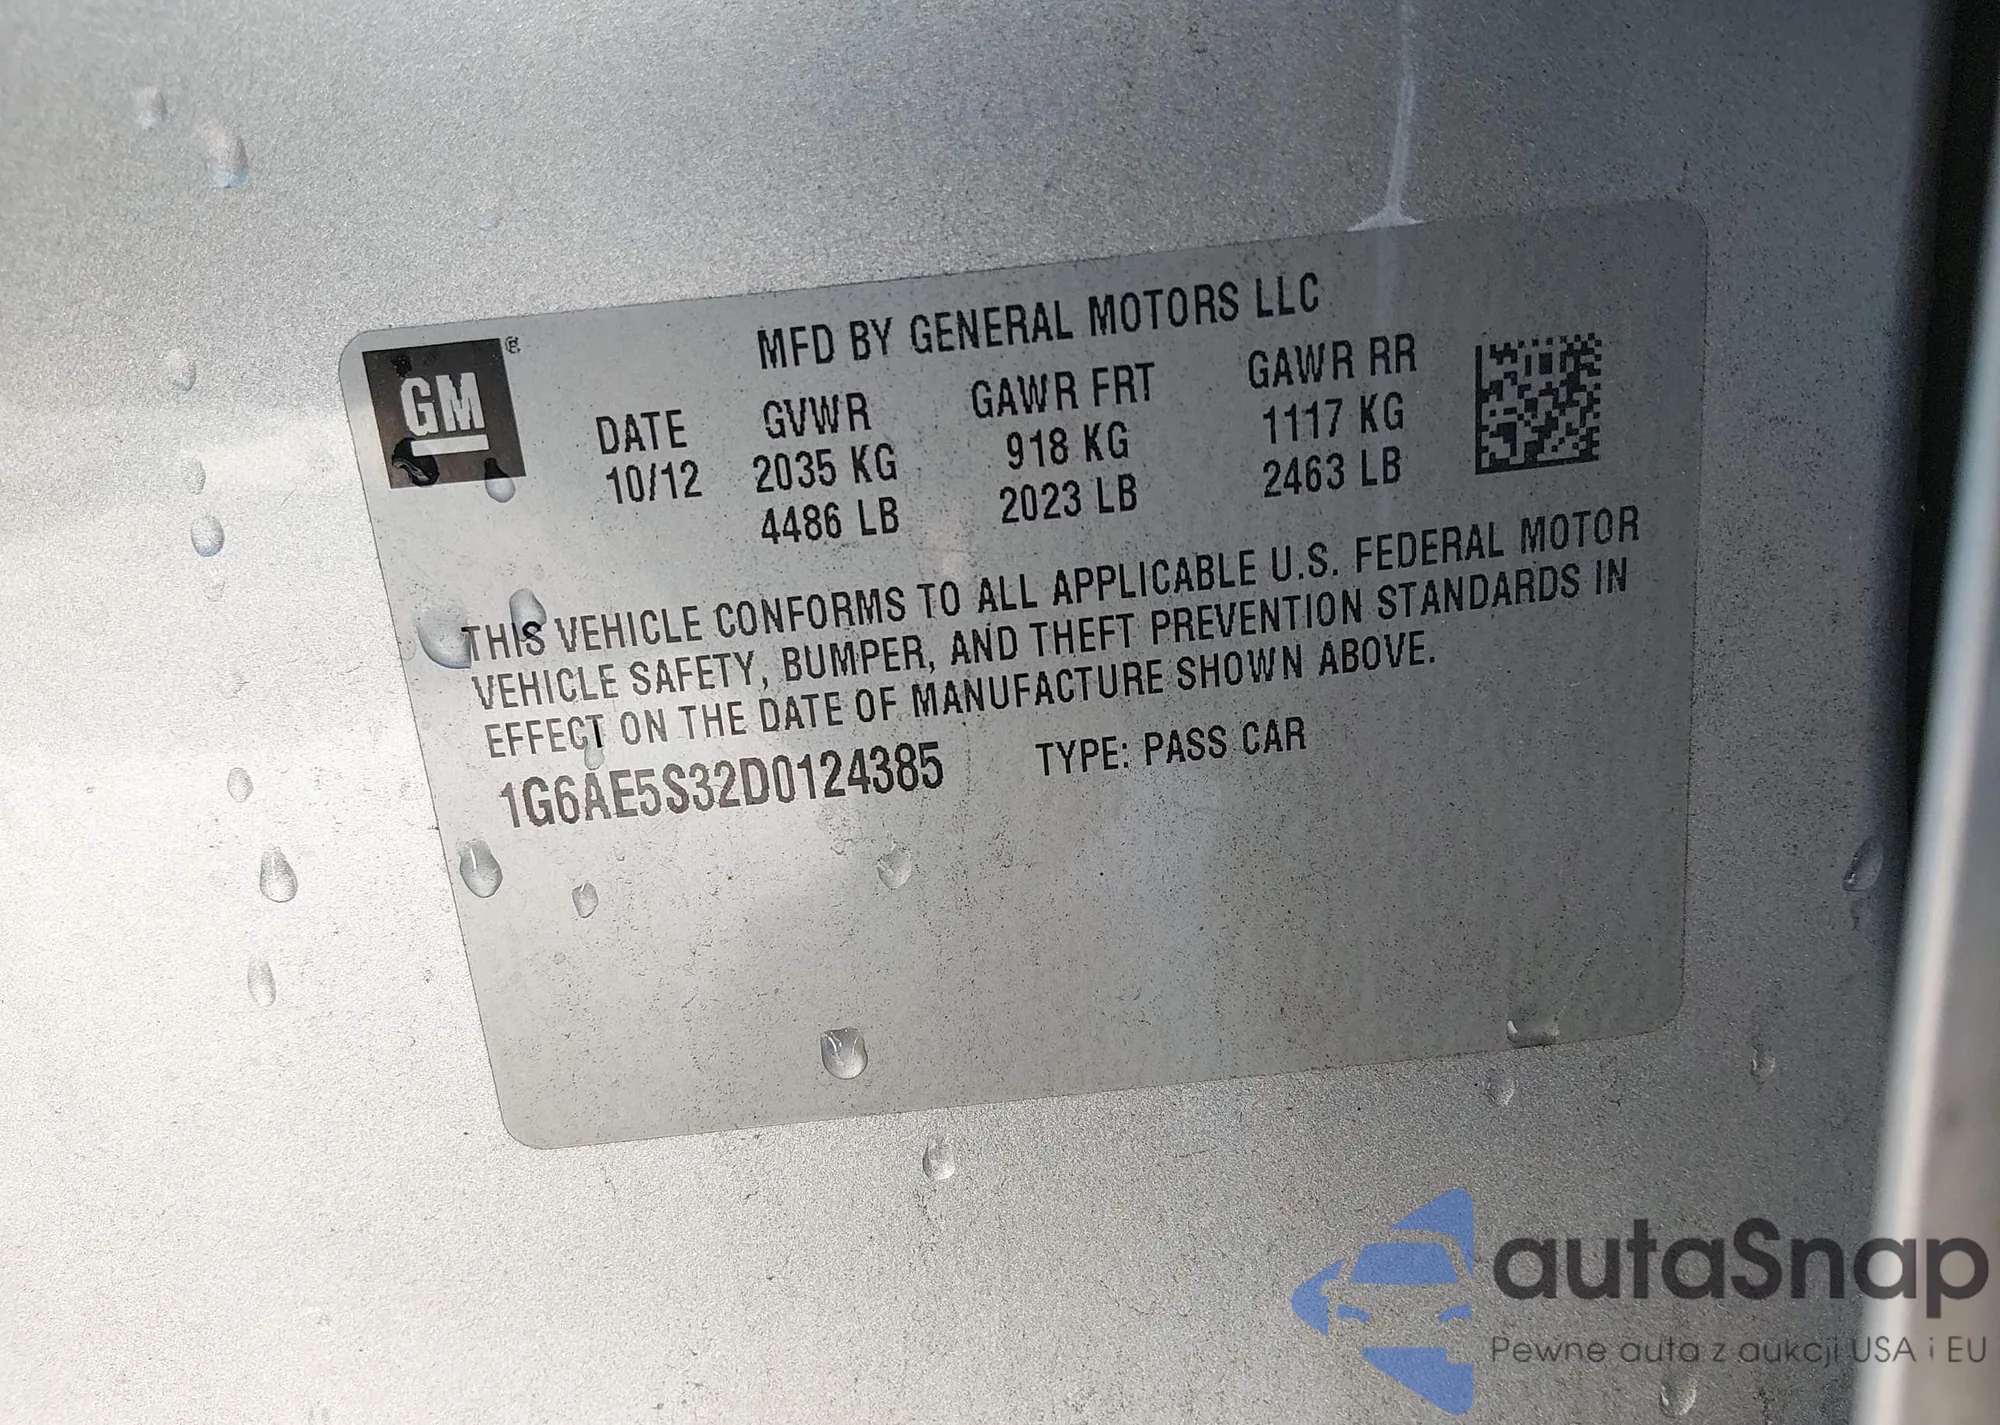 GM ®
MFD BY GENERAL MOTORS LLC
DATE GVWR GAWR FRT GAWR RR
10/12 2035 KG 918 KG 1117 KG
4486 LB 2023 LB 2463 LB
THIS VEHICLE CONFORMS TO ALL APPLICABLE U.S. FEDERAL MOTOR
VEHICLE SAFETY, BUMPER, AND THEFT PREVENTION STANDARDS IN
EFFECT ON THE DATE OF MANUFACTURE SHOWN ABOVE.
1G6AE5S32D0124385 TYPE: PASS CAR
autaSnap
Pewne auta z aukcji USA i EU